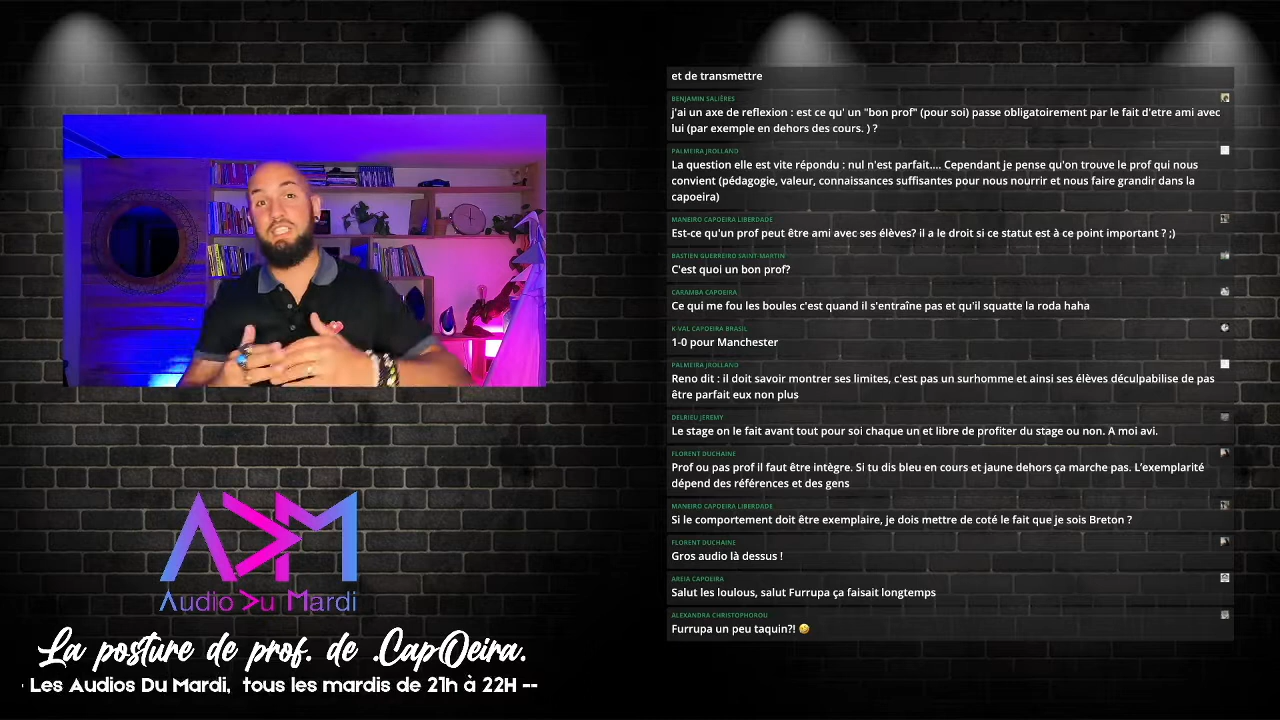 et de transmettre
BENJAMIN SALIÈRES
j'ai un axe de reflexion : est ce qu' un "bon prof" (pour soi) passe obligatoirement par le fait d'etre ami avec
lui (par exemple en dehors des cours. ) ?
PALMEIRA JROLLAND
La question elle est vite répondu : nul n'est parfait.... Cependant je pense qu'on trouve le prof qui nous
convient (pédagogie, valeur, connaissances suffisantes pour nous nourrir et nous faire grandir dans la
capoeira)
MANEIRO CAPOEIRA LIBERDADE
Est-ce qu'un prof peut être ami avec ses élèves? il a le droit si ce statut est à ce point important ? ;)
BASTIEN GUERREIRO SAINT-MARTIN
C'est quoi un bon prof?
CARAMBA CAPOEIRA
Ce qui me fou les boules c'est quand il s'entraîne pas et qu'il squatte la roda haha
K-VAL CAPOEIRA BRASIL
1-0 pour Manchester
PALMEIRA JROLLAND
Reno dit : il doit savoir montrer ses limites, c'est pas un surhomme et ainsi ses élèves déculpabilise de pas
être parfait eux non plus
DELRIEU JEREMY
Le stage on le fait avant tout pour soi chaque un et libre de profiter du stage ou non. A moi avi.
FLORENT DUCHAINE
Prof ou pas prof il faut être intègre. Si tu dis bleu en cours et jaune dehors ça marche pas. L'exemplarité
dépend des références et des gens
MANEIRO CAPOEIRA LIBERDADE
Si le comportement doit être exemplaire, je dois mettre de coté le fait que je sois Breton ?
FLORENT DUCHAINE
Gros audio là dessus !
AREIA CAPOEIRA
Salut les loulous, salut Furrupa ça faisait longtemps
ALEXANDRA CHRISTOPHOROU
Furrupa un peu taquin?! 🤣
ADM
Audio Du Mardi
La posture de prof. de .CapOeira.
· Les Audios Du Mardi, tous les mardis de 21h à 22H --